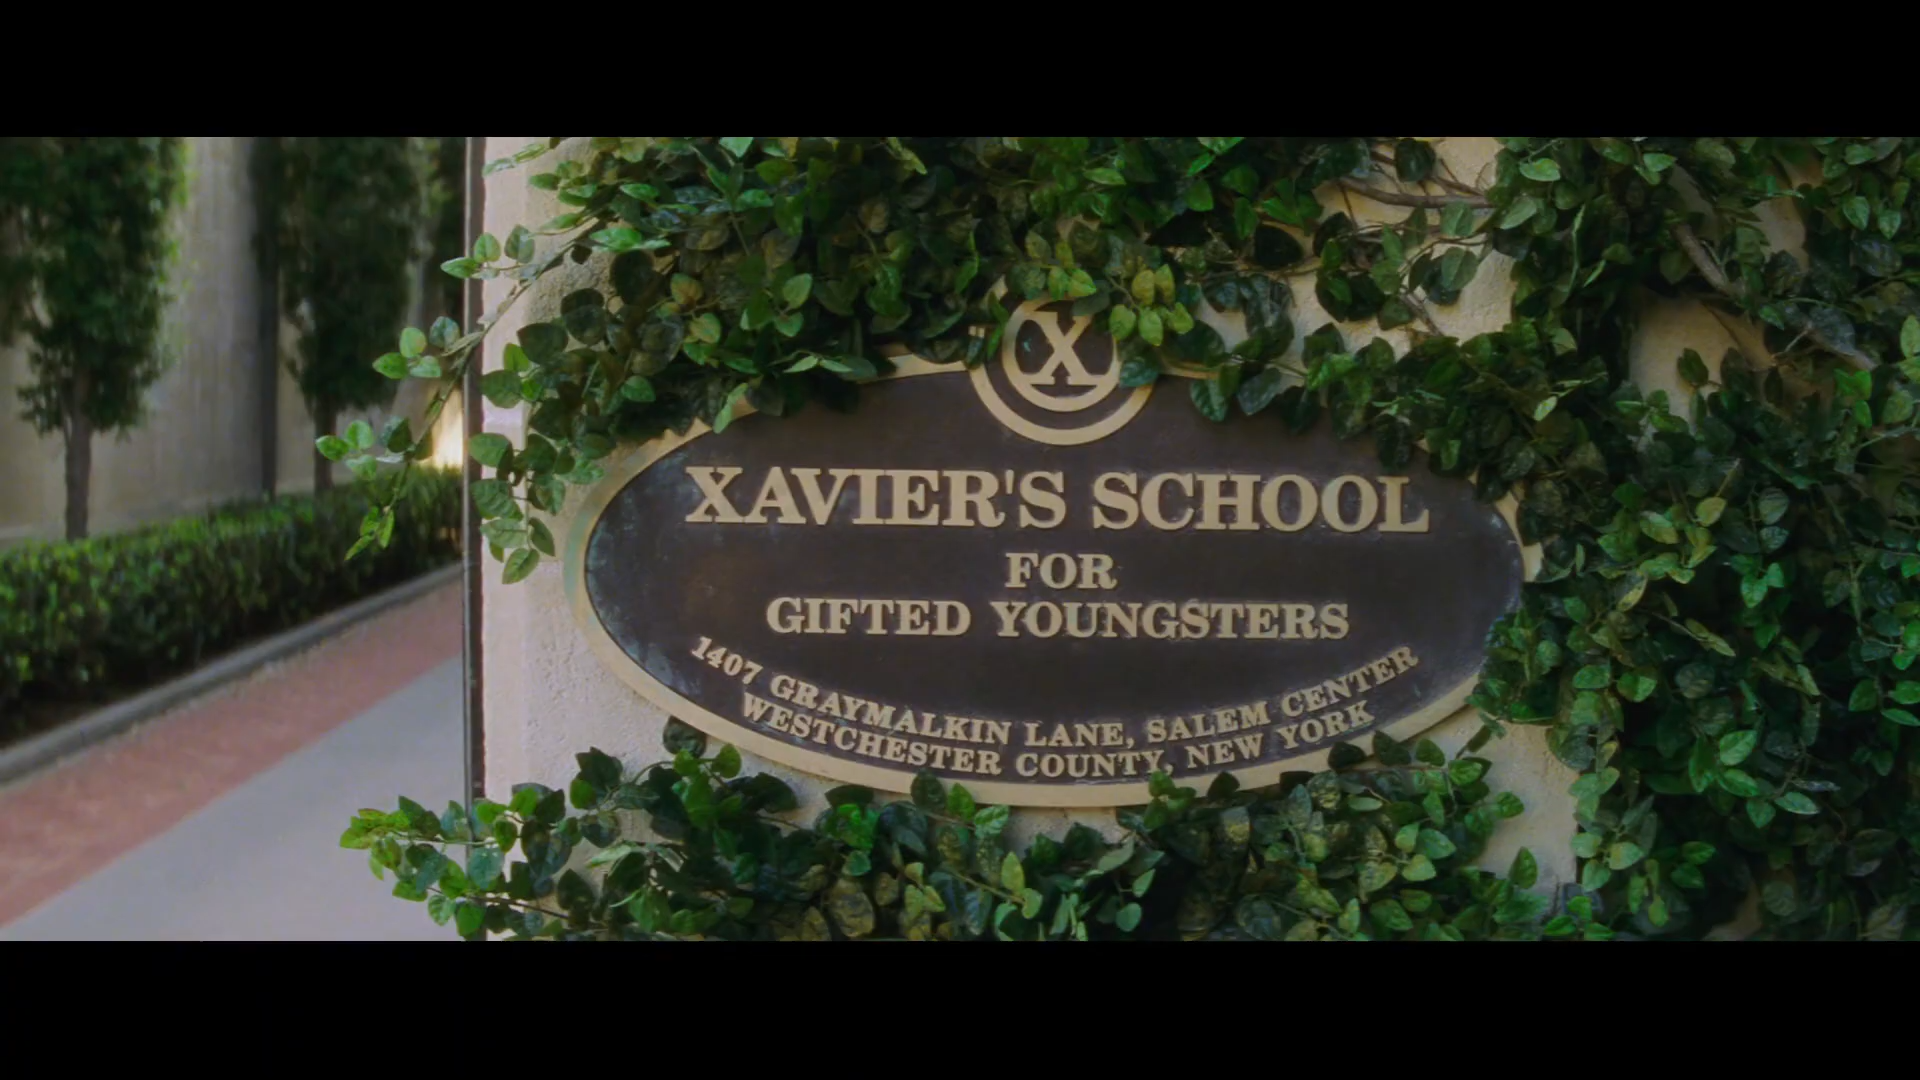 X
XAVIER'S SCHOOL
FOR
GIFTED YOUNGSTERS
1407 GRAYMALKIN LANE, SALEM CENTER
WESTCHESTER COUNTY, NEW YORK